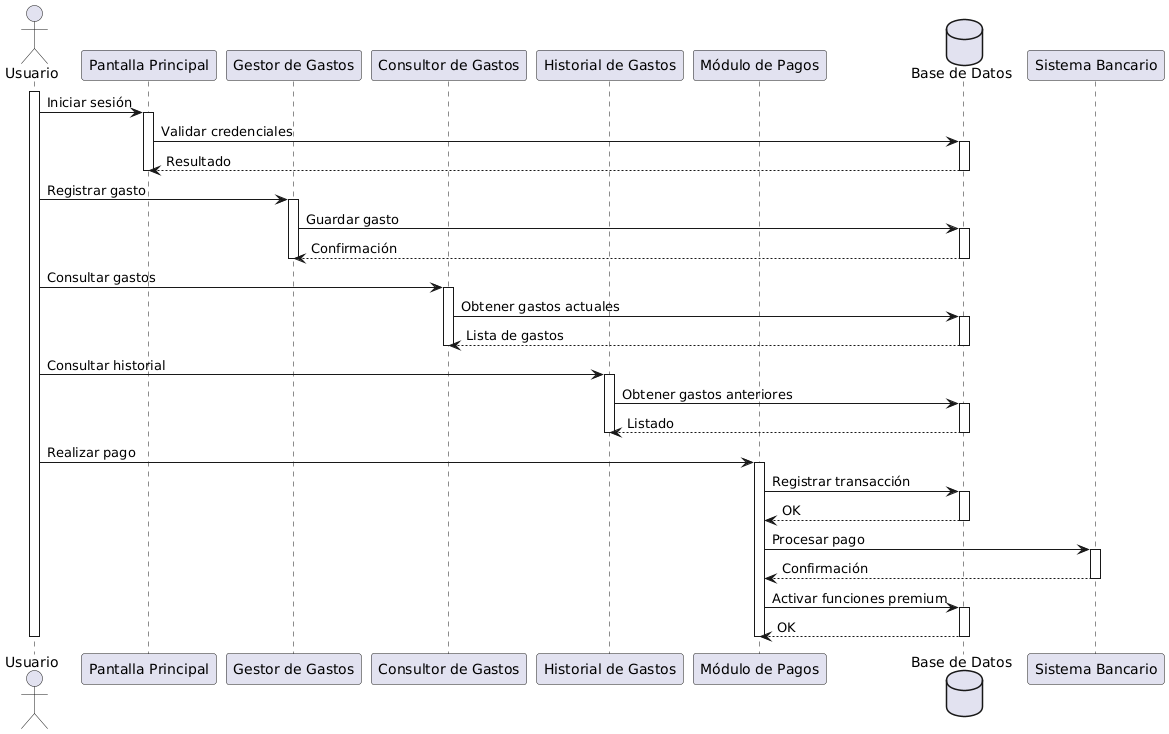 Usuario
Pantalla Principal
Gestor de Gastos
Consultor de Gastos
Historial de Gastos
Módulo de Pagos
Base de Datos
Sistema Bancario
Iniciar sesión
Validar credenciales
Resultado
Registrar gasto
Guardar gasto
Confirmación
Consultar gastos
Obtener gastos actuales
Lista de gastos
Consultar historial
Obtener gastos anteriores
Listado
Realizar pago
Registrar transacción
OK
Procesar pago
Confirmación
Activar funciones premium
OK
Usuario
Pantalla Principal
Gestor de Gastos
Consultor de Gastos
Historial de Gastos
Módulo de Pagos
Base de Datos
Sistema Bancario